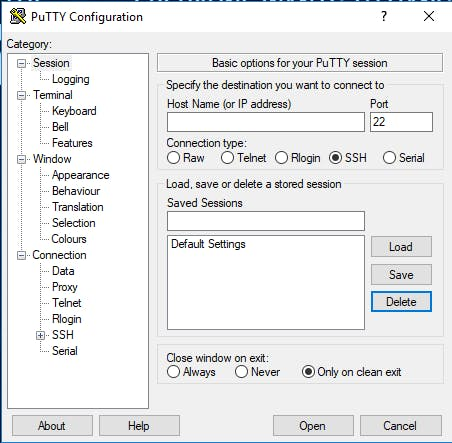 PuTTY Configuration
?
Category:
Session
Logging
Terminal
Keyboard
Bell
Features
Window
Appearance
Behaviour
Translation
Selection
Colours
Connection
Data
Proxy
Telnet
Rlogin
SSH
Serial
Basic options for your PuTTY session
Specify the destination you want to connect to
Host Name (or IP address) Port
22
Connection type:
Raw Telnet Rlogin SSH Serial
Load, save or delete a stored session
Saved Sessions
Default Settings
Load
Save
Delete
Close window on exit:
Always Never Only on clean exit
About Help Open Cancel